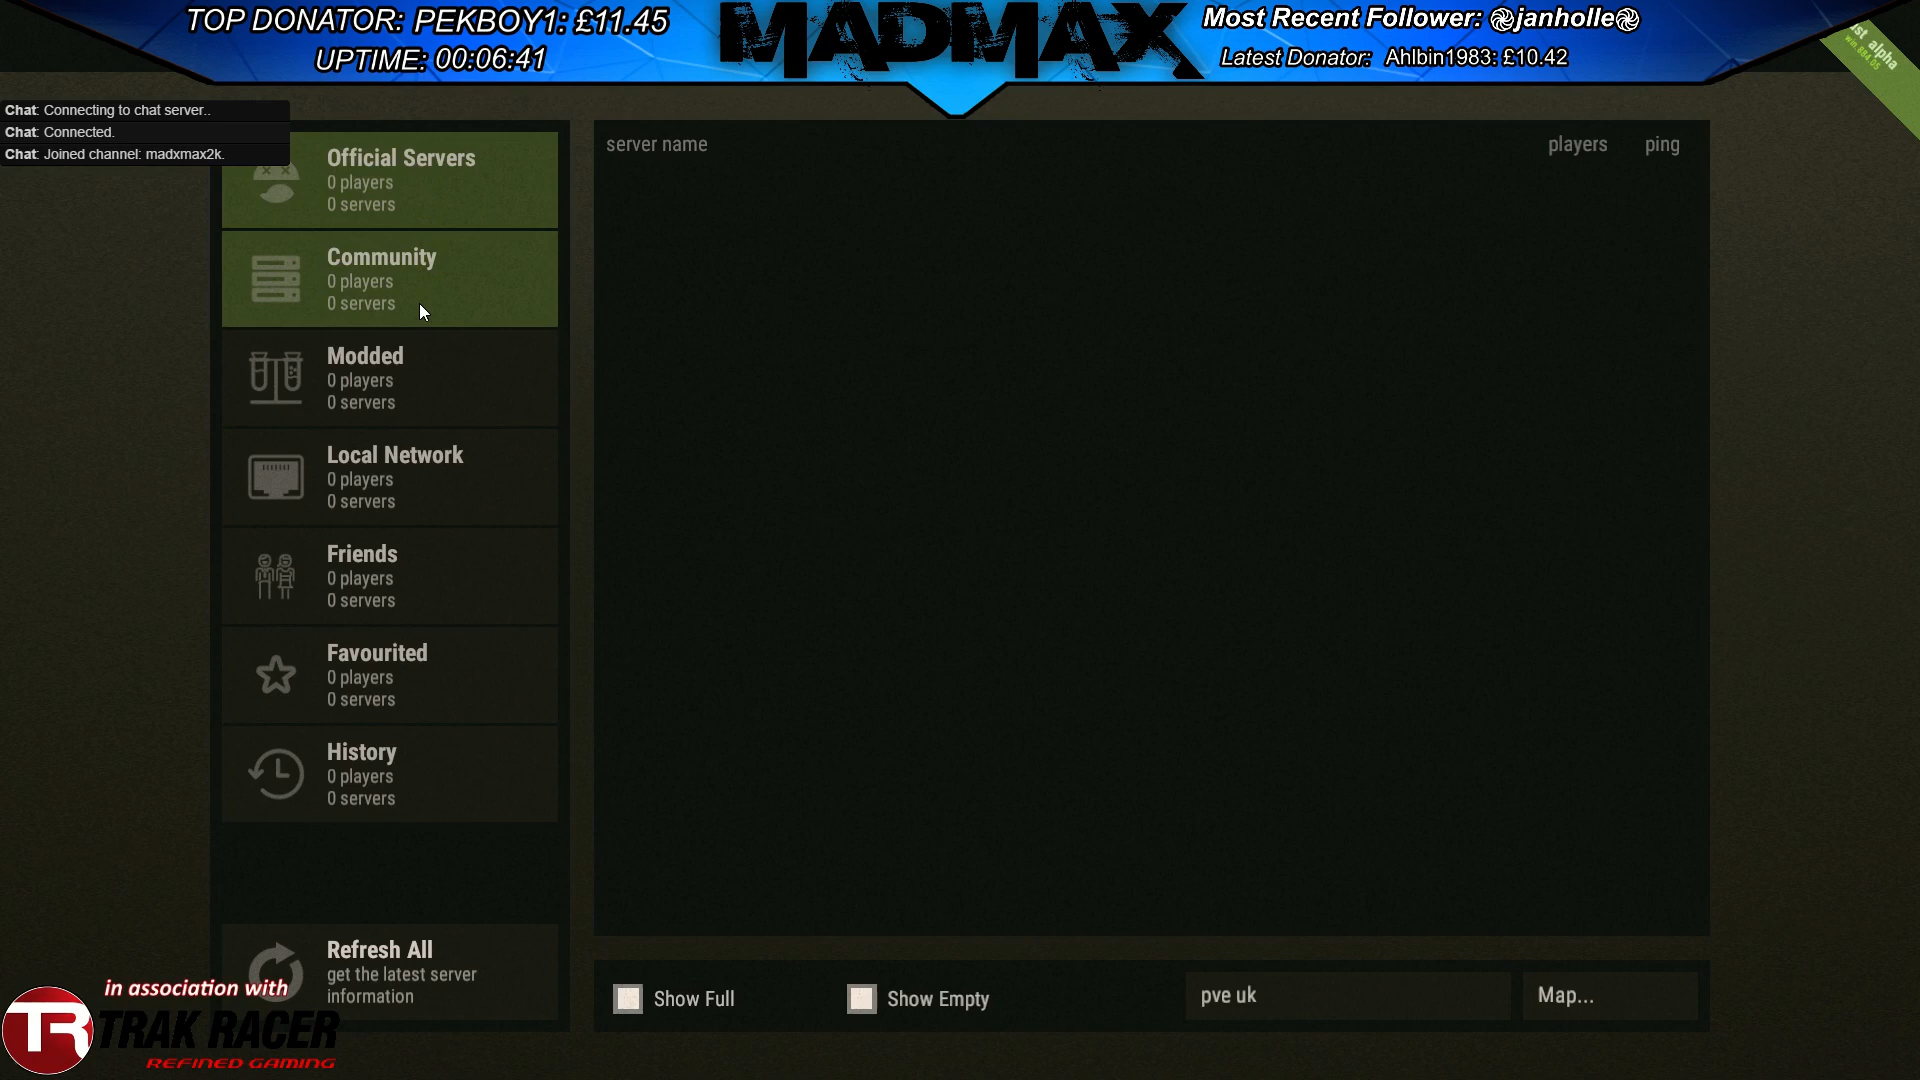 TOP DONATOR: PEKBOY1: £11.45
UPTIME: 00:06:41
MADMAX
Most Recent Follower: @janholle@
Latest Donator: Ahlbin1983: £10.42
alpha
Chat: Connecting to chat server..
Chat: Connected.
Chat: Joined channel: madxmax2k.
Official Servers
0 players
0 servers
Community
0 players
0 servers
Modded
0 players
0 servers
Local Network
0 players
0 servers
Friends
0 players
0 servers
Favourited
0 players
0 servers
History
0 players
0 servers
Refresh All
get the latest server
information
server name
players
ping
Show Full
Show Empty
pve uk
Map...
in association with
TR
TRAK RACER
REFINED GAMING